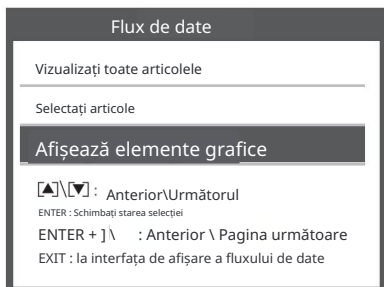 Flux de date
Vizualizați toate articolele
Selectați articole
Afișează elemente grafice
[▲]\[▼] : Anterior\Următorul
ENTER : Schimbați starea selecției
ENTER + ] \ : Anterior \ Pagina următoare
EXIT : la interfața de afișare a fluxului de date